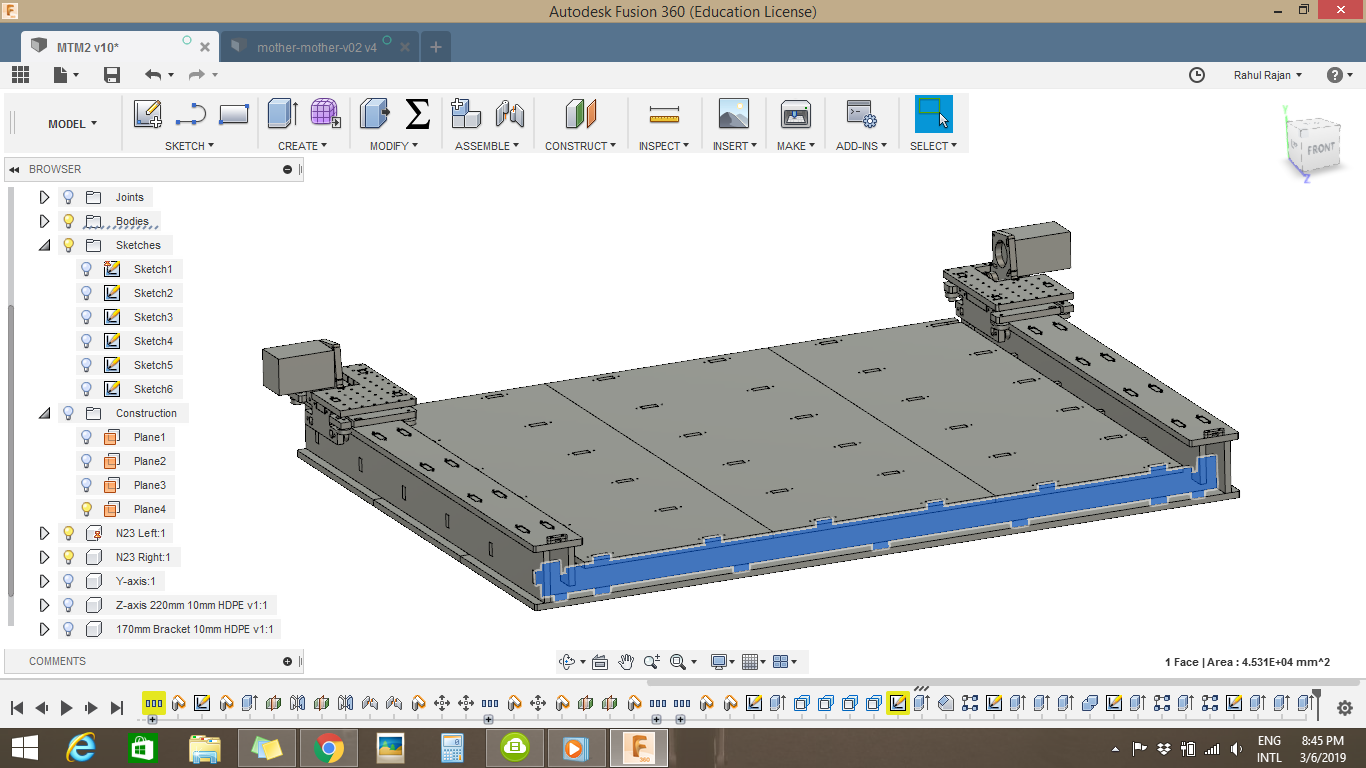 Autodesk Fusion 360 (Education License)
MTM2 v10*
mother-mother-v02 v4
Rahul Rajan
MODEL
SKETCH
CREATE
MODIFY
ASSEMBLE
CONSTRUCT
INSPECT
INSERT
MAKE
ADD-INS
SELECT
BROWSER
FRONT
Z
Joints
Bodies
Sketches
Sketch1
Sketch2
Sketch3
Sketch4
Sketch5
Sketch6
Construction
Plane1
Plane2
Plane3
Plane4
N23 Left:1
N23 Right:1
Y-axis:1
Z-axis 220mm 10mm HDPE v1:1
170mm Bracket 10mm HDPE v1:1
COMMENTS
1 Face | Area : 4.531E+04 mm^2
ENG
INTL
8:45 PM
3/6/2019